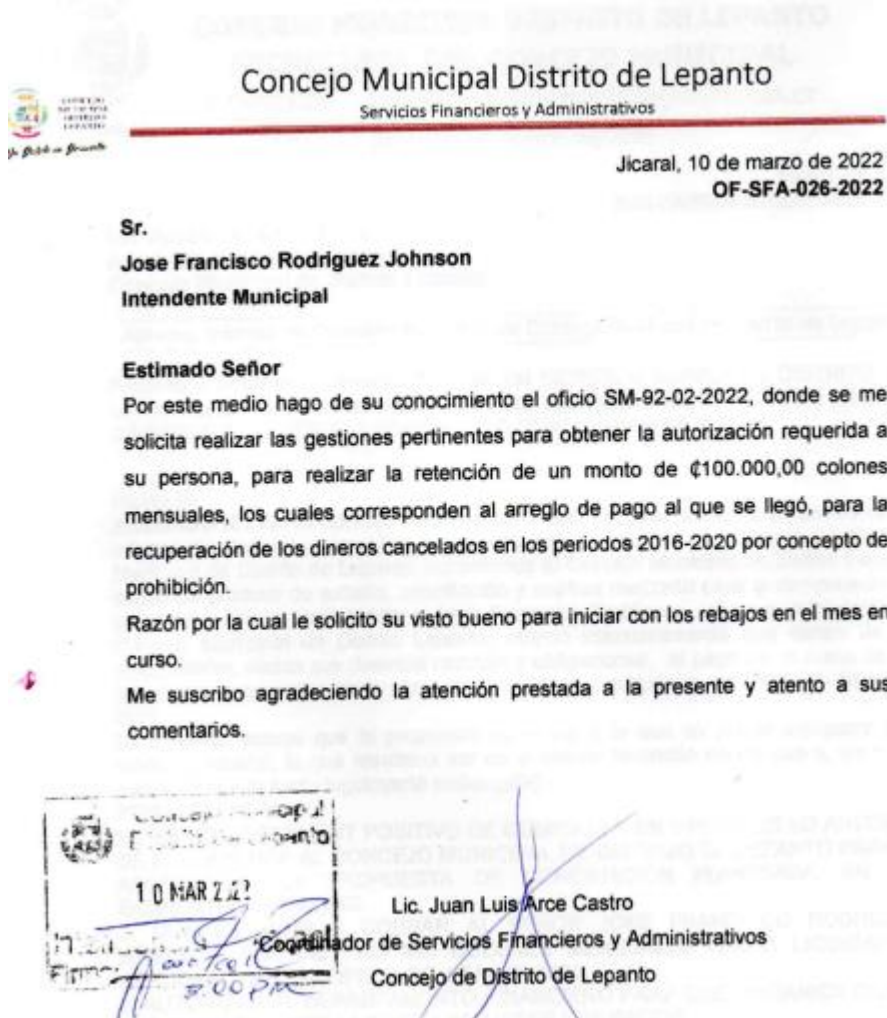 Concejo Municipal Distrito de Lepanto
Servicios Financieros y Administrativos
CONCEJO
MUNICIPAL
DISTRITO
LEPANTO
Jicaral, 10 de marzo de 2022
OF-SFA-026-2022
Sr.
Jose Francisco Rodriguez Johnson
Intendente Municipal
Estimado Señor
Por este medio hago de su conocimiento el oficio SM-92-02-2022, donde se me
solicita realizar las gestiones pertinentes para obtener la autorización requerida a
su persona, para realizar la retención de un monto de ₡100.000,00 colones
mensuales, los cuales corresponden al arreglo de pago al que se llegó, para la
recuperación de los dineros cancelados en los periodos 2016-2020 por concepto de
prohibición.
Razón por la cual le solicito su visto bueno para iniciar con los rebajos en el mes en
curso.
Me suscribo agradeciendo la atención prestada a la presente y atento a sus
comentarios.
10 MAR
3:00 PM
Lic. Juan Luis Arce Castro
Coordinador de Servicios Financieros y Administrativos
Concejo de Distrito de Lepanto